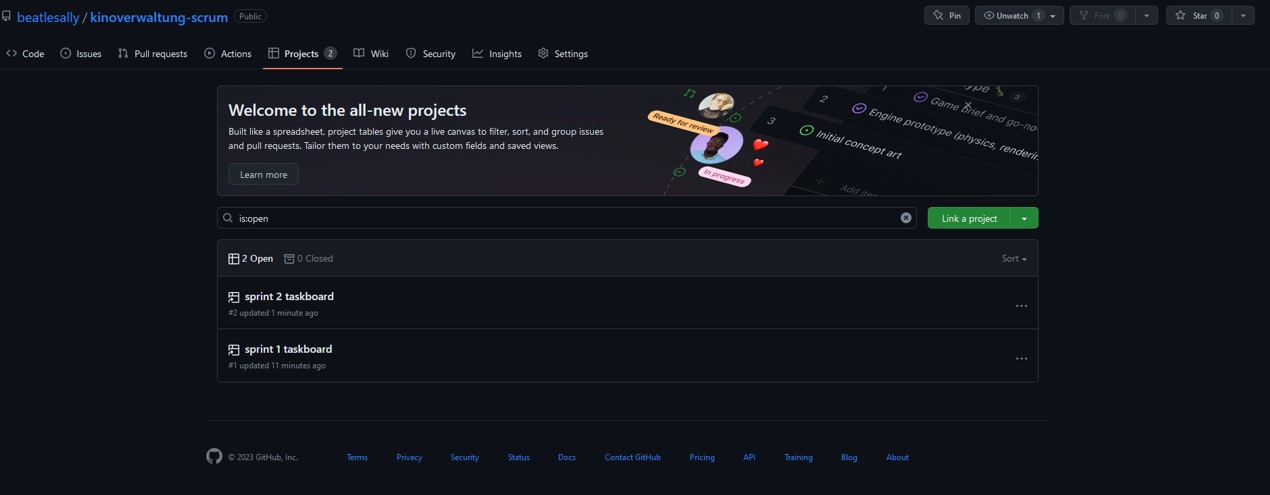 beatlesally / kinoverwaltung-scrum Public
Pin Unwatch 1 Fork 0 Star 0
Code Issues Pull requests Actions Projects 2 Wiki Security Insights Settings
Welcome to the all-new projects
Built like a spreadsheet, project tables give you a live canvas to filter, sort, and group issues
and pull requests. Tailor them to your needs with custom fields and saved views.
Learn more
Ready for review
In progress
1 Game brief and go-no-
2 Engine prototype (physics, renderin
3 Initial concept art
Add ite
is:open
Link a project
2 Open 0 Closed Sort
sprint 2 taskboard
#2 updated 1 minute ago
sprint 1 taskboard
#1 updated 11 minutes ago
© 2023 GitHub, Inc. Terms Privacy Security Status Docs Contact GitHub Pricing API Training Blog About